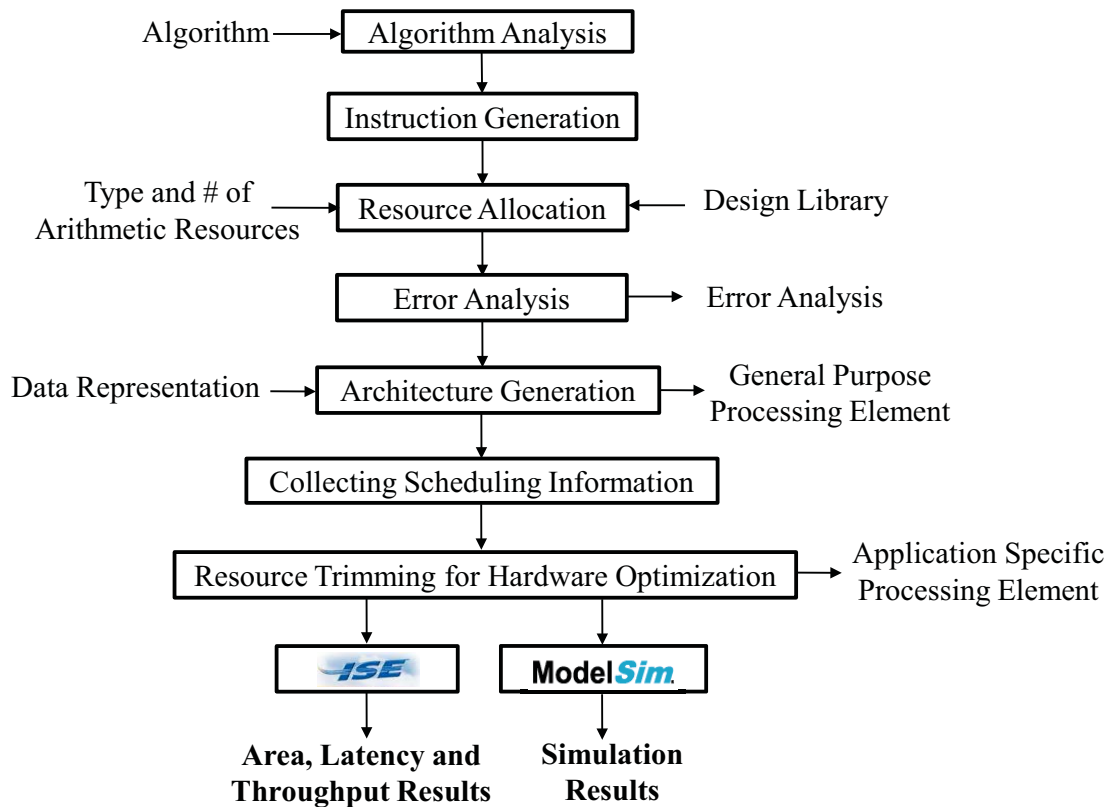 Algorithm
Algorithm Analysis
Instruction Generation
Type and # of
Arithmetic Resources
Resource Allocation
Design Library
Error Analysis
Error Analysis
Data Representation
Architecture Generation
General Purpose
Processing Element
Collecting Scheduling Information
Resource Trimming for Hardware Optimization
Application Specific
Processing Element
ISE
ModelSim.
Area, Latency and
Throughput Results
Simulation
Results